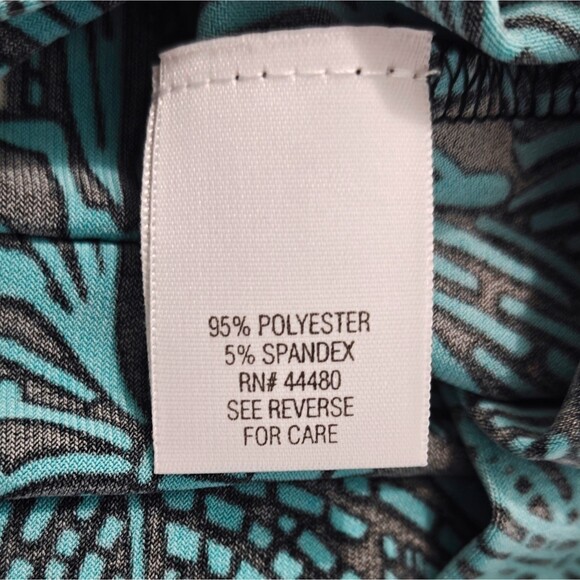 95% POLYESTER
5% SPANDEX
RN# 44480
SEE REVERSE
FOR CARE